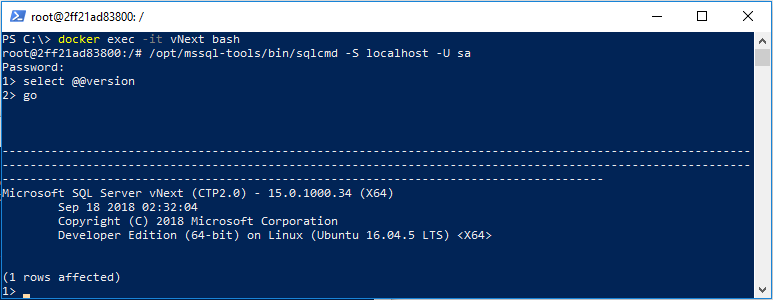 root@2ff21ad83800: /
PS C:\> docker exec -it vNext bash
root@2ff21ad83800:/# /opt/mssql-tools/bin/sqlcmd -S localhost -U sa
Password:
1> select @@version
2> go
-----------------------------------------------------------------------------------------------------------
-----------------------------------------------------------------------------------------------------------
--------------------------------------------------------------------------------------
Microsoft SQL Server vNext (CTP2.0) - 15.0.1000.34 (X64)
Sep 18 2018 02:32:04
Copyright (C) 2018 Microsoft Corporation
Developer Edition (64-bit) on Linux (Ubuntu 16.04.5 LTS) <X64>
(1 rows affected)
1>